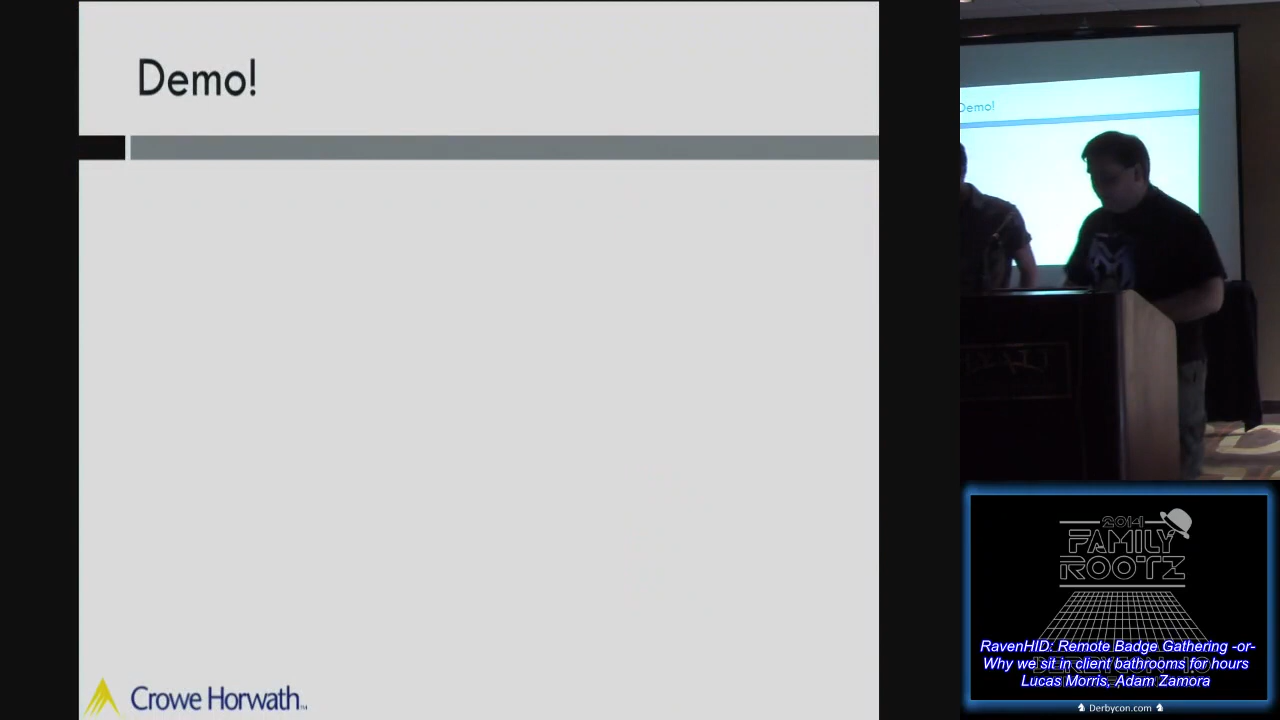 Demo!
Crowe Horwath™
Demo!
2014
FAMILY
ROOTZ
RavenHID: Remote Badge Gathering -or-
Why we sit in client bathrooms for hours
Lucas Morris, Adam Zamora
Derbycon.com